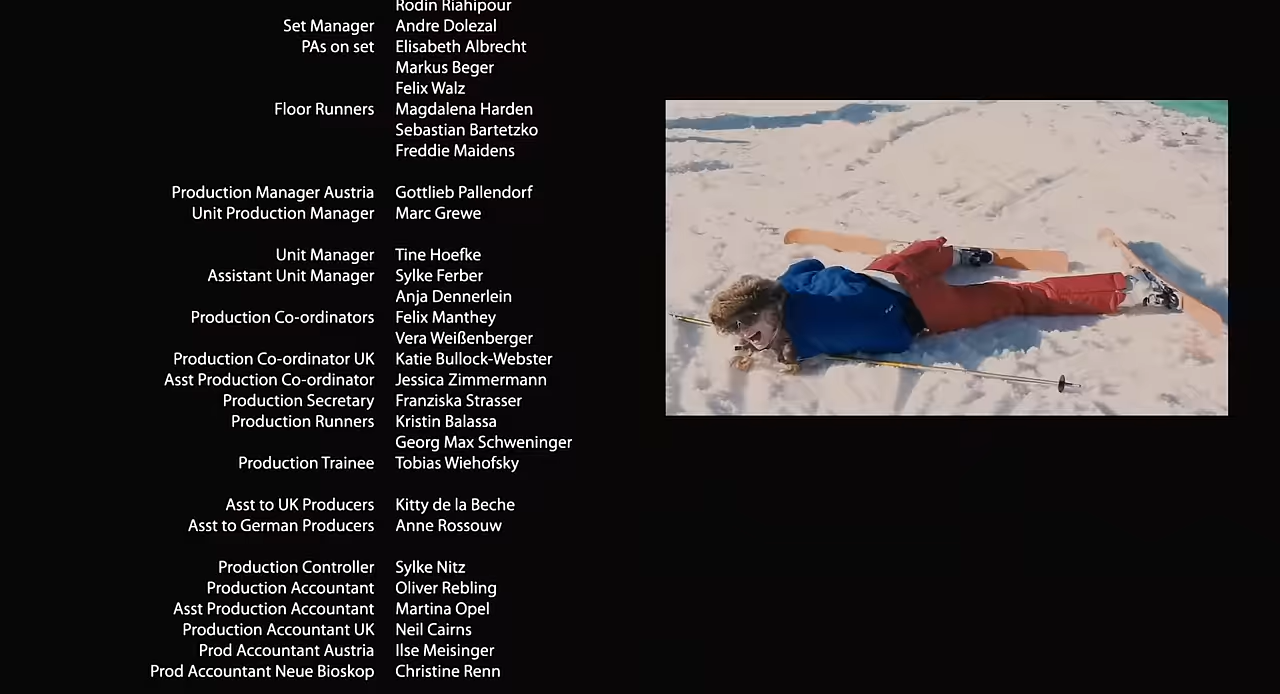 Rodin Riahipour
Set Manager Andre Dolezal
PAs on set Elisabeth Albrecht
Markus Beger
Felix Walz
Floor Runners Magdalena Harden
Sebastian Bartetzko
Freddie Maidens
Production Manager Austria Gottlieb Pallendorf
Unit Production Manager Marc Grewe
Unit Manager Tine Hoefke
Assistant Unit Manager Sylke Ferber
Anja Dennerlein
Production Co-ordinators Felix Manthey
Vera Weißenberger
Production Co-ordinator UK Katie Bullock-Webster
Asst Production Co-ordinator Jessica Zimmermann
Production Secretary Franziska Strasser
Production Runners Kristin Balassa
Georg Max Schweninger
Production Trainee Tobias Wiehofsky
Asst to UK Producers Kitty de la Beche
Asst to German Producers Anne Rossouw
Production Controller Sylke Nitz
Production Accountant Oliver Rebling
Asst Production Accountant Martina Opel
Production Accountant UK Neil Cairns
Prod Accountant Austria Ilse Meisinger
Prod Accountant Neue Bioskop Christine Renn